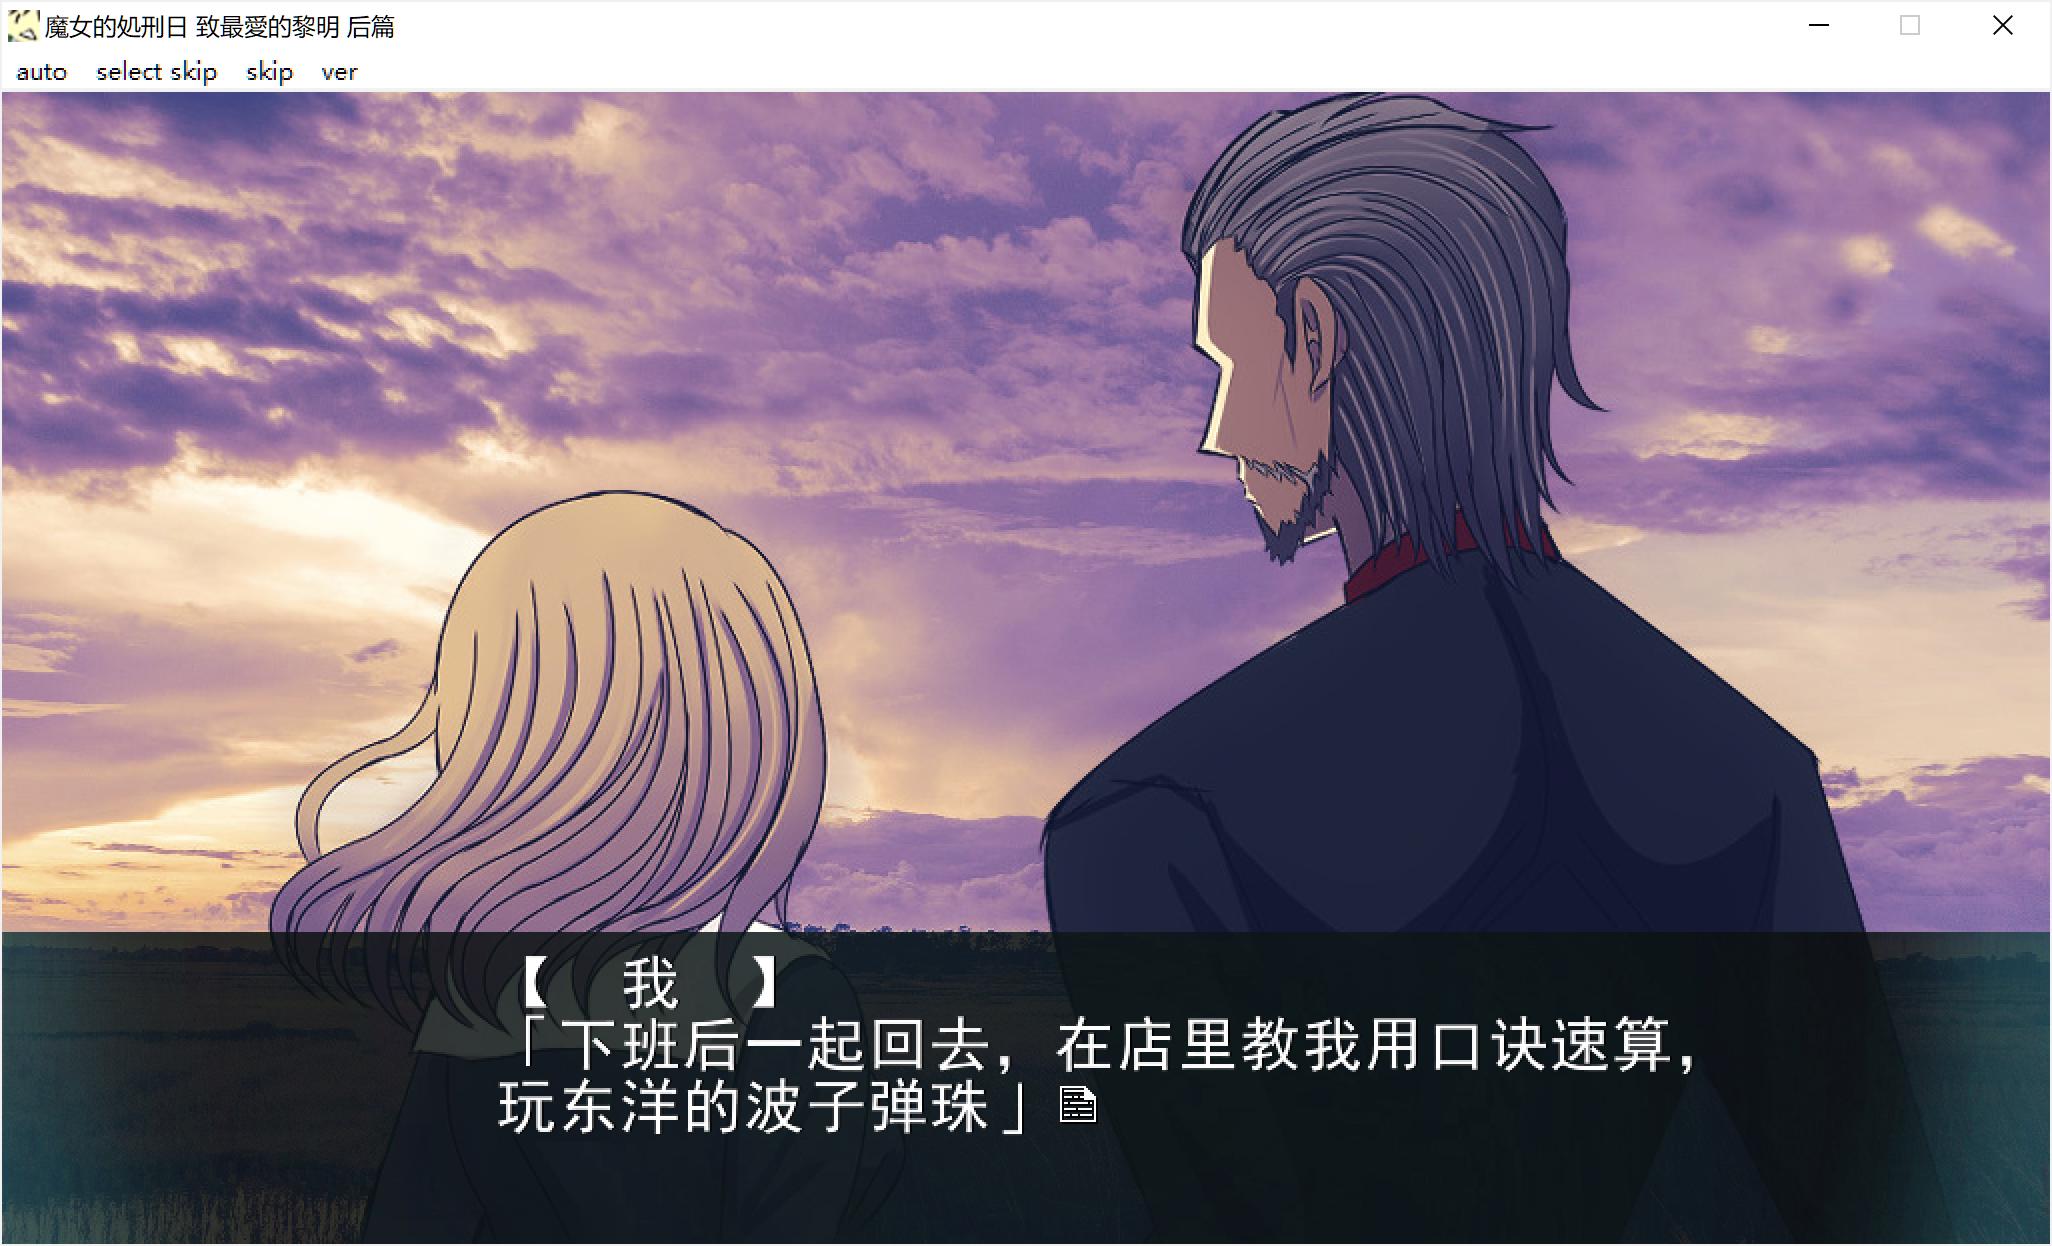 魔女的処刑日 致最愛的黎明 后篇
auto select skip skip ver
【 我 】
「下班后一起回去，在店里教我用口诀速算，
玩东洋的波子弹珠」